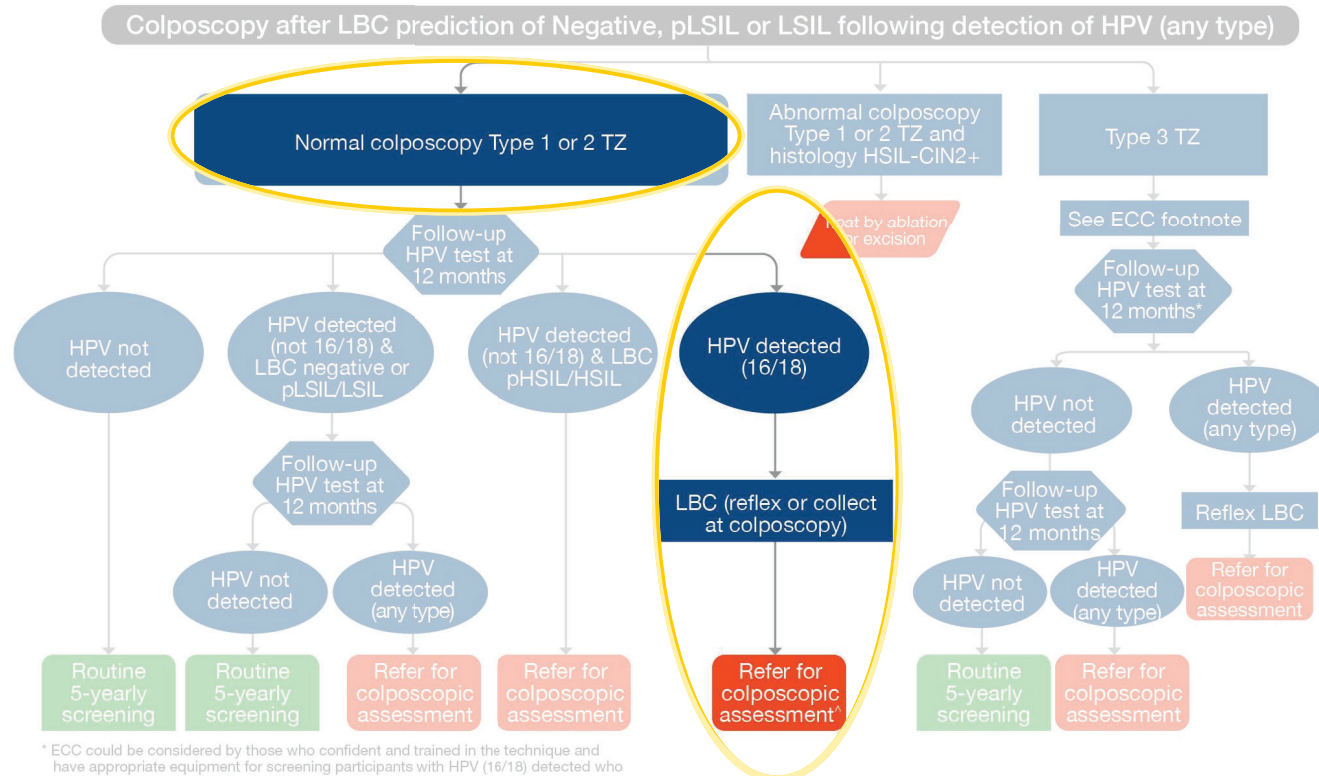 Colposcopy after LBC prediction of Negative, pLSIL or LSIL following detection of HPV (any type)
Normal colposcopy Type 1 or 2 TZ
Abnormal colposcopy
Type 1 or 2 TZ and
histology HSIL-CIN2+
Type 3 TZ
by ablation
or excision
See ECC footnote
Follow-up
HPV test at
12 months
Follow-up
HPV test at
12 months*
HPV not
detected
HPV detected
(not 16/18) &
LBC negative or
pLSIL/LSIL
HPV detected
(not 16/18) & LBC
pHSIL/HSIL
HPV detected
(16/18)
HPV not
detected
HPV
detected
(any type)
Follow-up
HPV test at
12 months
LBC (reflex or collect
at colposcopy)
Follow-up
HPV test at
12 months
Reflex LBC
HPV not
detected
HPV
detected
(any type)
HPV not
detected
HPV
detected
(any type)
Refer for
colposcopic
assessment
Routine
5-yearly
screening
Routine
5-yearly
screening
Refer for
colposcopic
assessment
Refer for
colposcopic
assessment
Refer for
colposcopic
assessment^
Routine
5-yearly
screening
Refer for
colposcopic
assessment
* ECC could be considered by those who confident and trained in the technique and
have appropriate equipment for screening participants with HPV (16/18) detected who